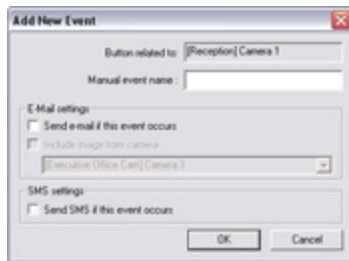 Add New Event
Button related to: [Reception] Camera 1
Manual event name :
E-Mail settings
Send e-mail if this event occurs
Include image from camera
[Executive Office Cam] Camera 1
SMS settings
Send SMS if this event occurs
OK Cancel